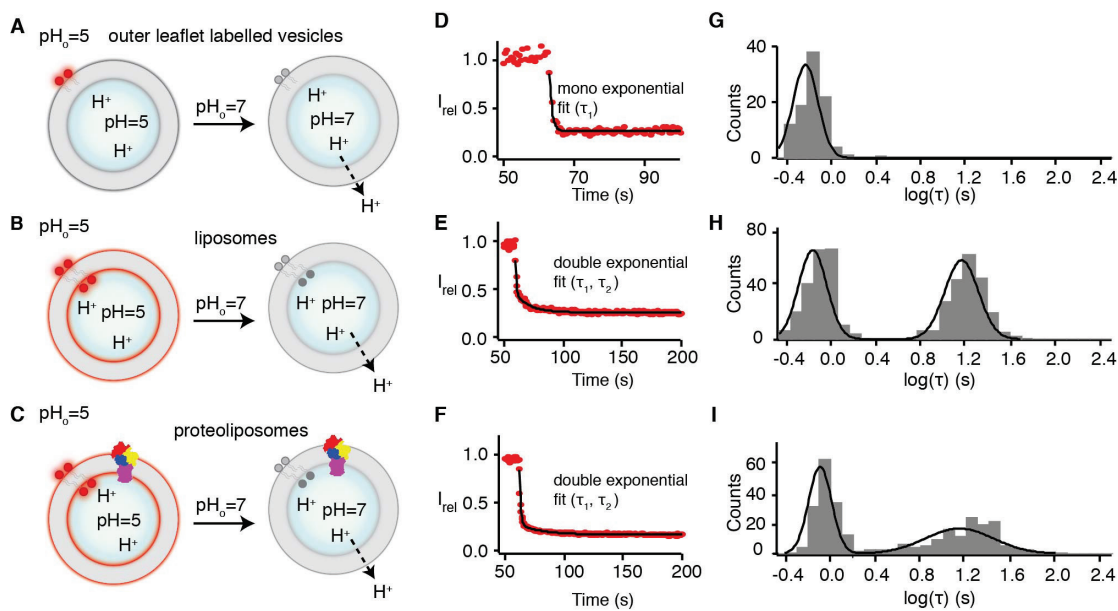 A
pHo=5 outer leaflet labelled vesicles
H+
pH=5
H+
pHo=7
H+
pH=7
H+
H+
D
1.0
Irel
0.5
0.0
mono exponential
fit (τ1)
50 70 90
Time (s)
G
40
20
0
Counts
-0.4 0.0 0.4 0.8 1.2 1.6 2.0 2.4
log(τ) (s)
B
pHo=5
liposomes
H+ pH=5
H+
pHo=7
H+ pH=7
H+
H+
E
1.0
Irel
0.5
0.0
double exponential
fit (τ1, τ2)
50 100 150 200
Time (s)
H
80
40
0
Counts
-0.4 0.0 0.4 0.8 1.2 1.6 2.0 2.4
log(τ) (s)
C
pHo=5
proteoliposomes
H+
pH=5
H+
pHo=7
H+ pH=7
H+
H+
F
1.0
Irel
0.5
0.0
double exponential
fit (τ1, τ2)
50 100 150 200
Time (s)
I
60
40
20
0
Counts
-0.4 0.0 0.4 0.8 1.2 1.6 2.0 2.4
log(τ) (s)